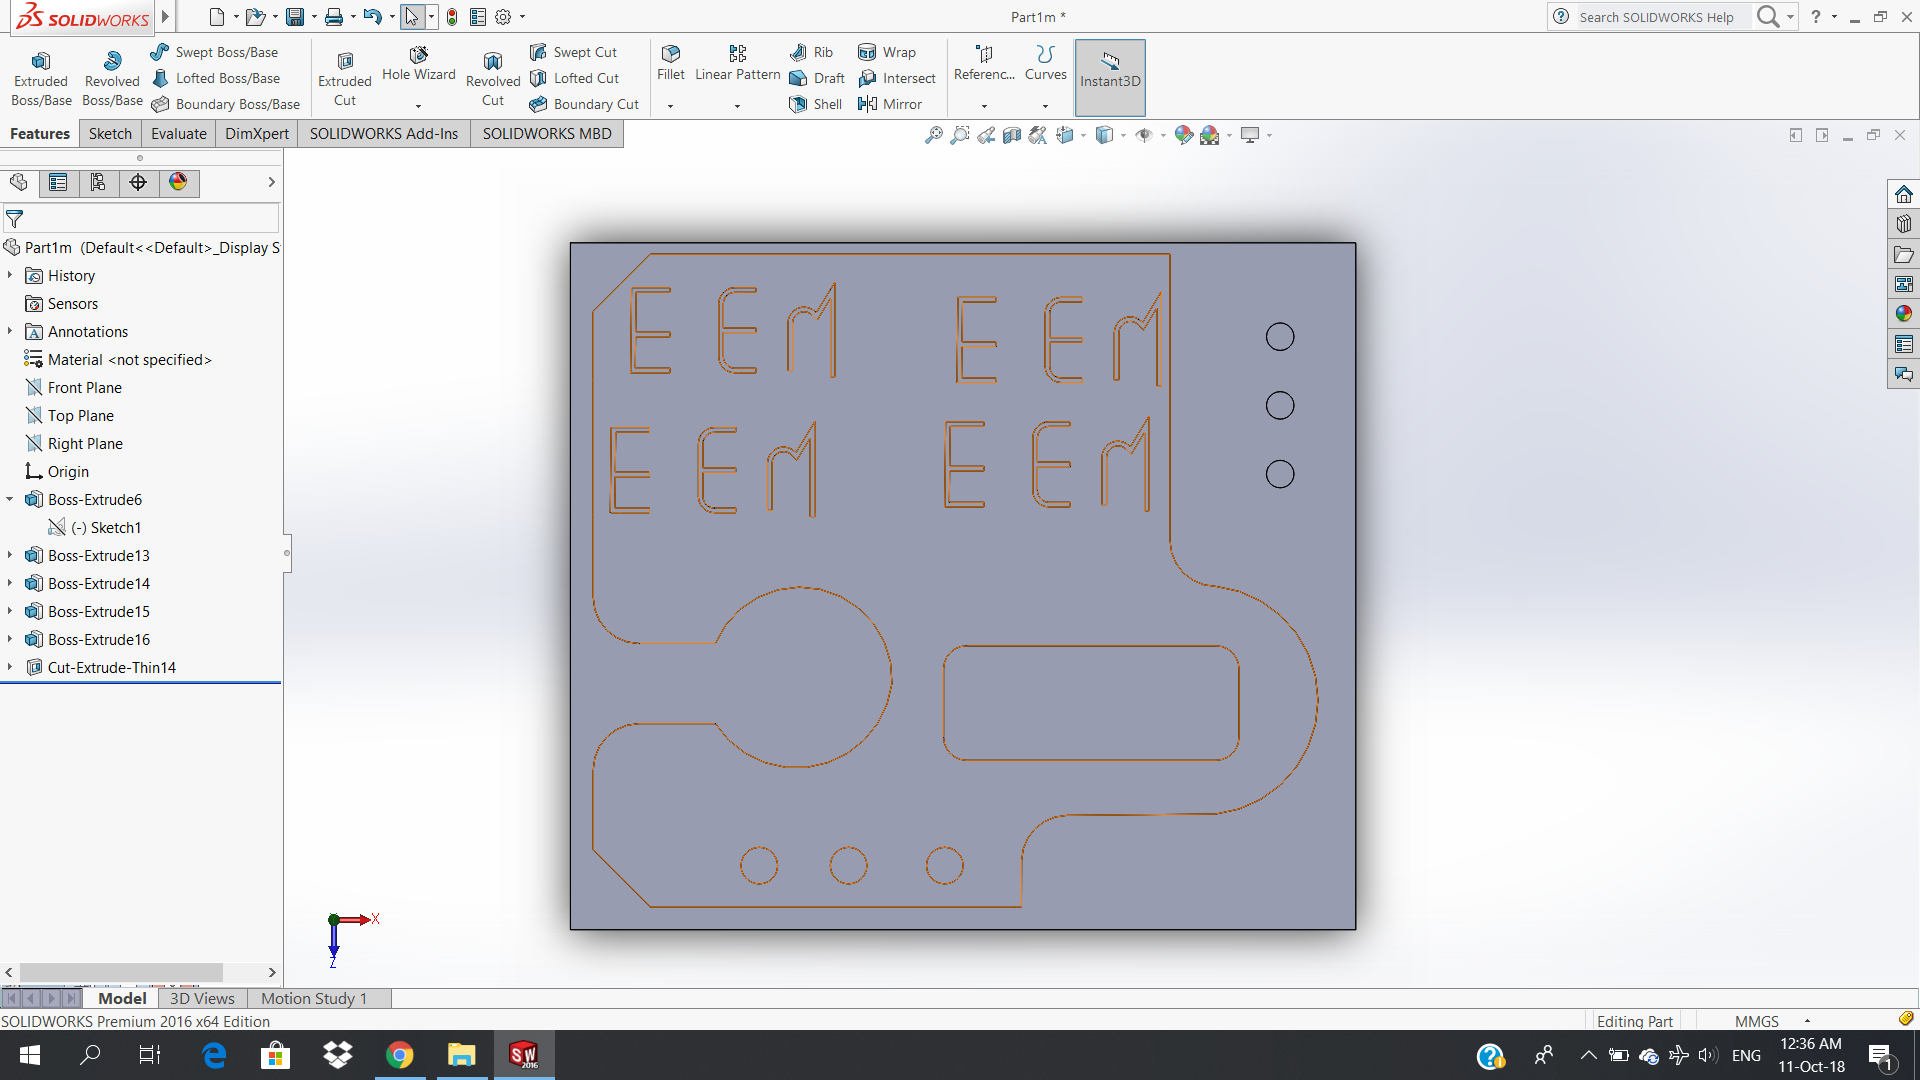 SOLIDWORKS
Part1m *
Search SOLIDWORKS Help
Extruded Boss/Base
Revolved Boss/Base
Swept Boss/Base
Lofted Boss/Base
Boundary Boss/Base
Extruded Cut
Hole Wizard
Revolved Cut
Swept Cut
Lofted Cut
Boundary Cut
Fillet
Linear Pattern
Rib
Draft
Shell
Wrap
Intersect
Mirror
Referenc...
Curves
Instant3D
Features
Sketch
Evaluate
DimXpert
SOLIDWORKS Add-Ins
SOLIDWORKS MBD
Part1m (Default<<Default>_Display S
History
Sensors
Annotations
Material <not specified>
Front Plane
Top Plane
Right Plane
Origin
Boss-Extrude6
(-) Sketch1
Boss-Extrude13
Boss-Extrude14
Boss-Extrude15
Boss-Extrude16
Cut-Extrude-Thin14
E E M E E M
E E M E E M
X
Z
Model
3D Views
Motion Study 1
SOLIDWORKS Premium 2016 x64 Edition
Editing Part
MMGS
SW
2016
ENG
12:36 AM
11-Oct-18
1